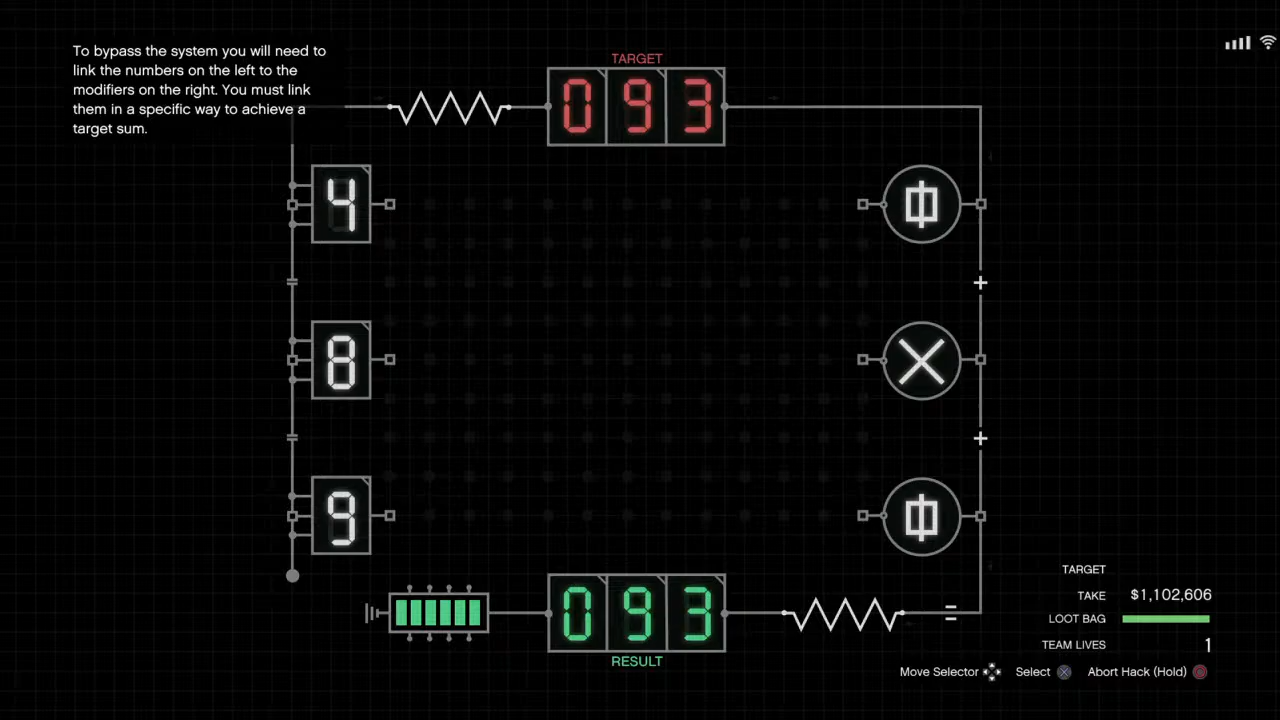 To bypass the system you will need to
link the numbers on the left to the
modifiers on the right. You must link
them in a specific way to achieve a
target sum.
TARGET
093
4
中
+
8
X
+
9
中
=
093
RESULT
TARGET
TAKE $1,102,606
LOOT BAG
TEAM LIVES 1
Move Selector Select Abort Hack (Hold)